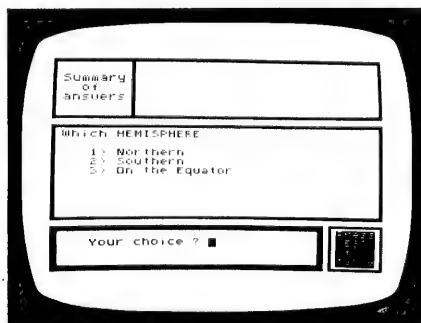 Summary
of
answers
Which HEMISPHERE
1) Northern
2) Southern
3) On the Equator
Your choice ?